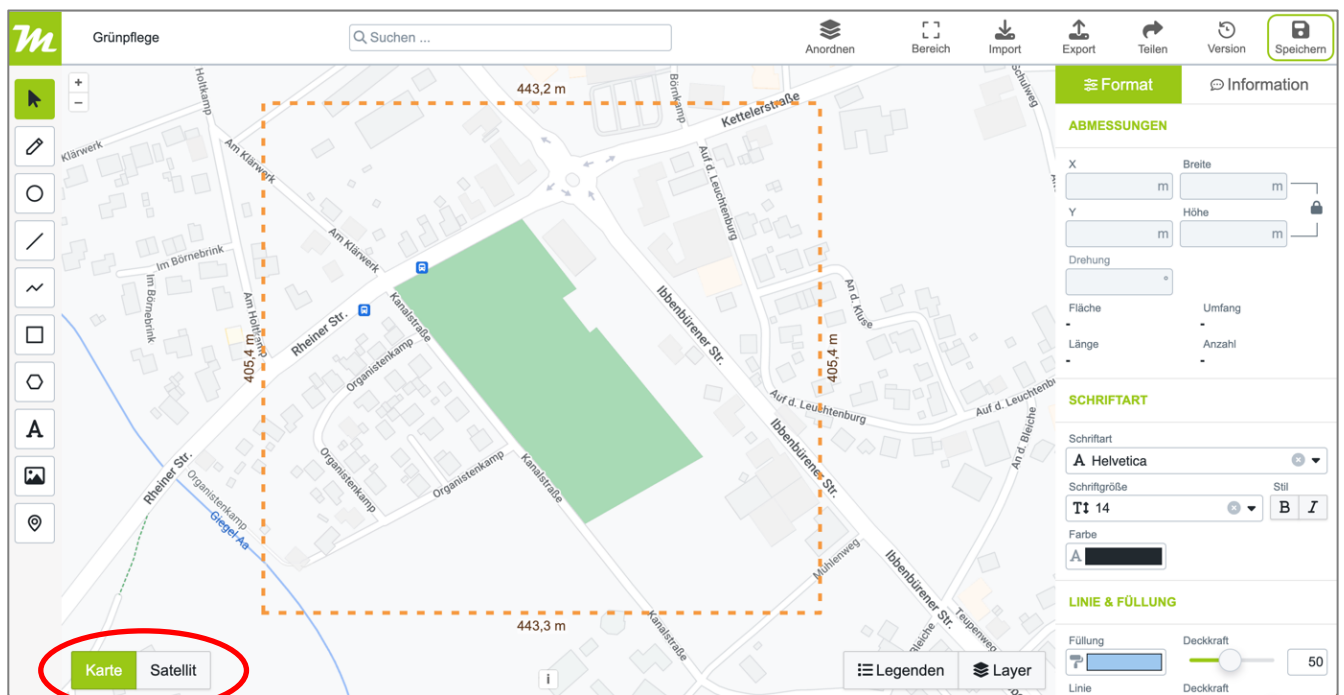 m
Grünpflege
Suchen ...
Anordnen
Bereich
Import
Export
Teilen
Version
Speichern
+
−
Format
Information
ABMESSUNGEN
X
Breite
m
m
Y
Höhe
m
m
Drehung
°
Fläche
Umfang
-
-
Länge
Anzahl
-
-
SCHRIFTART
Schriftart
A Helvetica
Schriftgröße
Stil
14
B I
Farbe
A
LINIE & FÜLLUNG
Füllung
Deckkraft
50
Linie
Deckkraft
443,2 m
405,4 m
405,4 m
443,3 m
Holtkamp
Börnkamp
Schulweg
Kettelerstraße
Klärwerk
Am Klärwerk
Am Klärwerk
Auf d. Leuchtenburg
Im Börnebrink
Im Börnebrink
Am Holtkamp
Rheiner Str.
Kanalstraße
Ibbenbürener Str.
An d. Kluse
Organistenkamp
Auf d. Leuchtenburg
Auf d. Leuchtenbu
An d. Bleiche
Ibbenbürener Str.
Rheiner Str.
Organistenkamp
Organistenkamp
Organistenkamp
Kanalstraße
Giegel Aa
Mühlenweg
Ibbenbürener Str.
Teupenweg
Kanalstraße
Bleiche
A
Karte
Satellit
i
Legenden
Layer